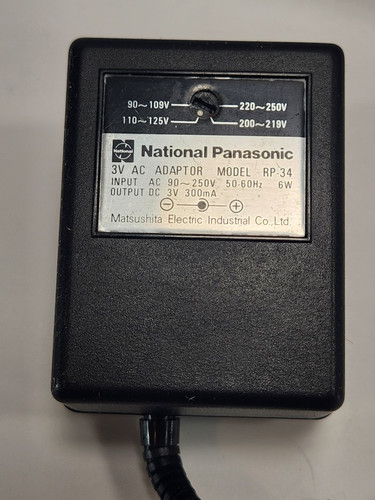 90~109V 220~250V
110~125V 200~219V
National National Panasonic
3V AC ADAPTOR MODEL RP-34
INPUT AC 90~250V 50-60Hz 6W
OUTPUT DC 3V 300mA
- +
Matsushita Electric Industrial Co., Ltd.